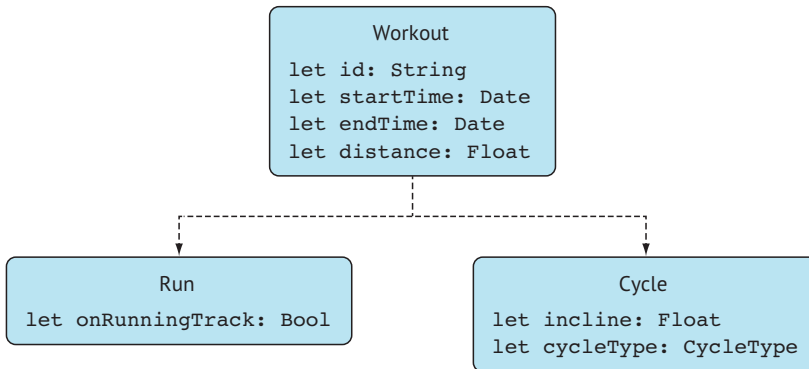 Workout
let id: String
let startTime: Date
let endTime: Date
let distance: Float
Run
let onRunningTrack: Bool
Cycle
let incline: Float
let cycleType: CycleType